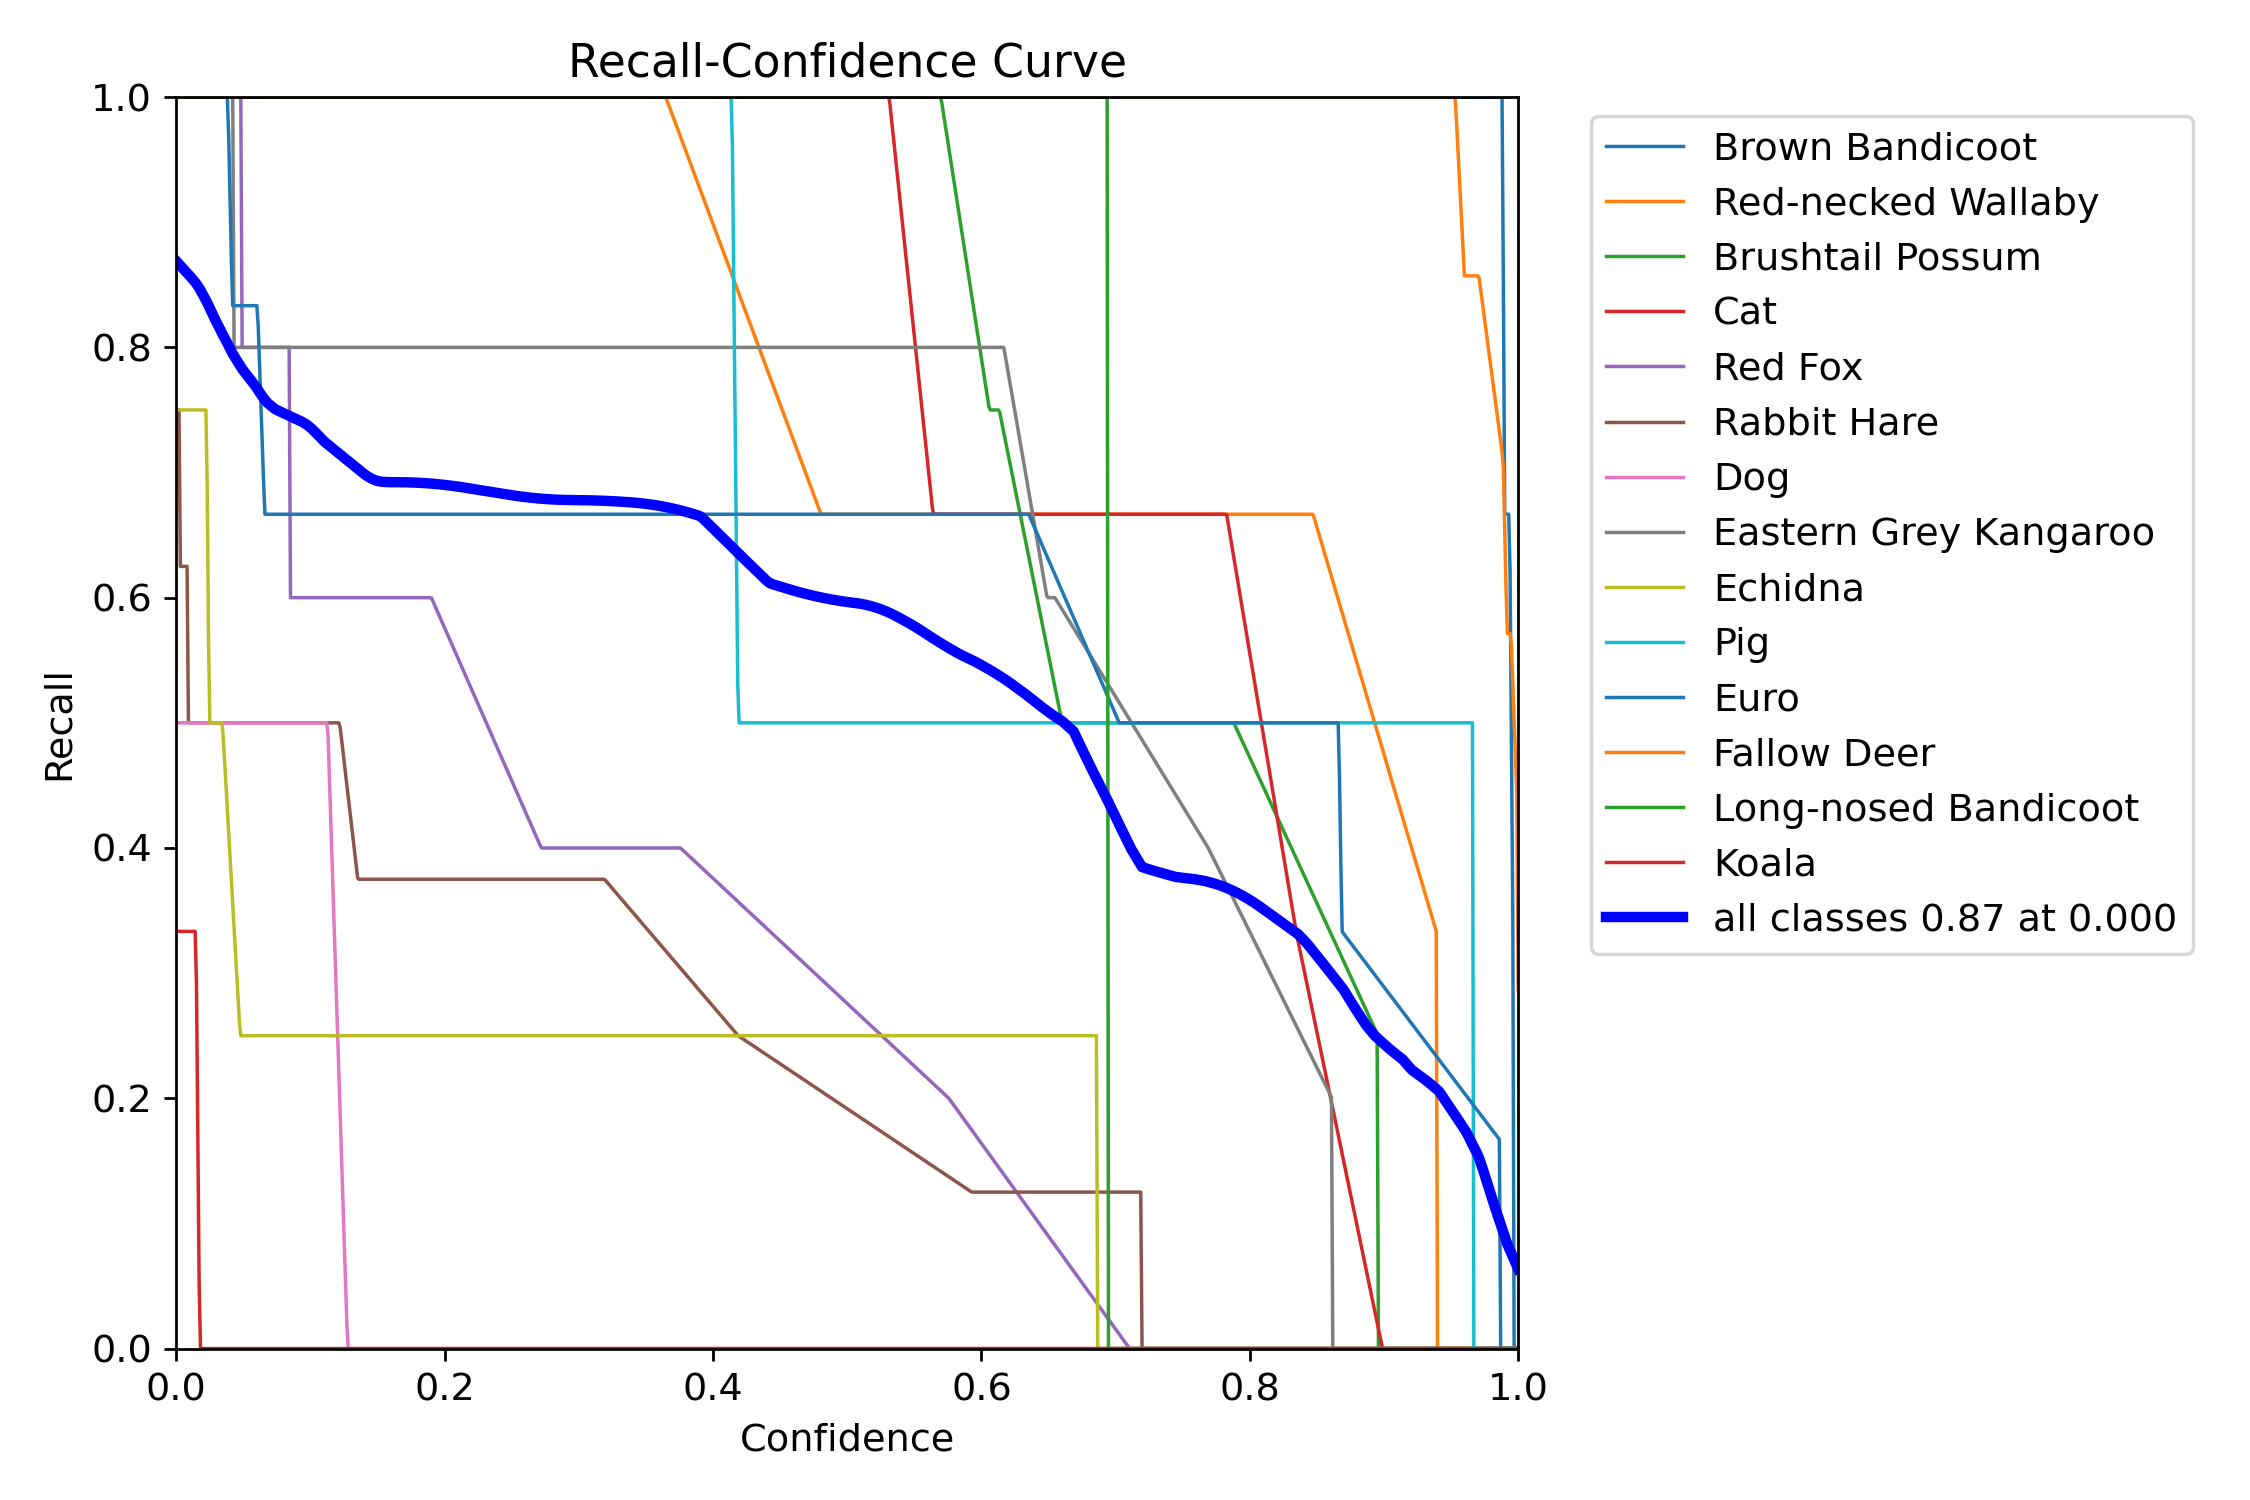 Recall-Confidence Curve
1.0
0.8
0.6
0.4
0.2
0.0
Recall
0.0 0.2 0.4 0.6 0.8 1.0
Confidence
Brown Bandicoot
Red-necked Wallaby
Brushtail Possum
Cat
Red Fox
Rabbit Hare
Dog
Eastern Grey Kangaroo
Echidna
Pig
Euro
Fallow Deer
Long-nosed Bandicoot
Koala
all classes 0.87 at 0.000